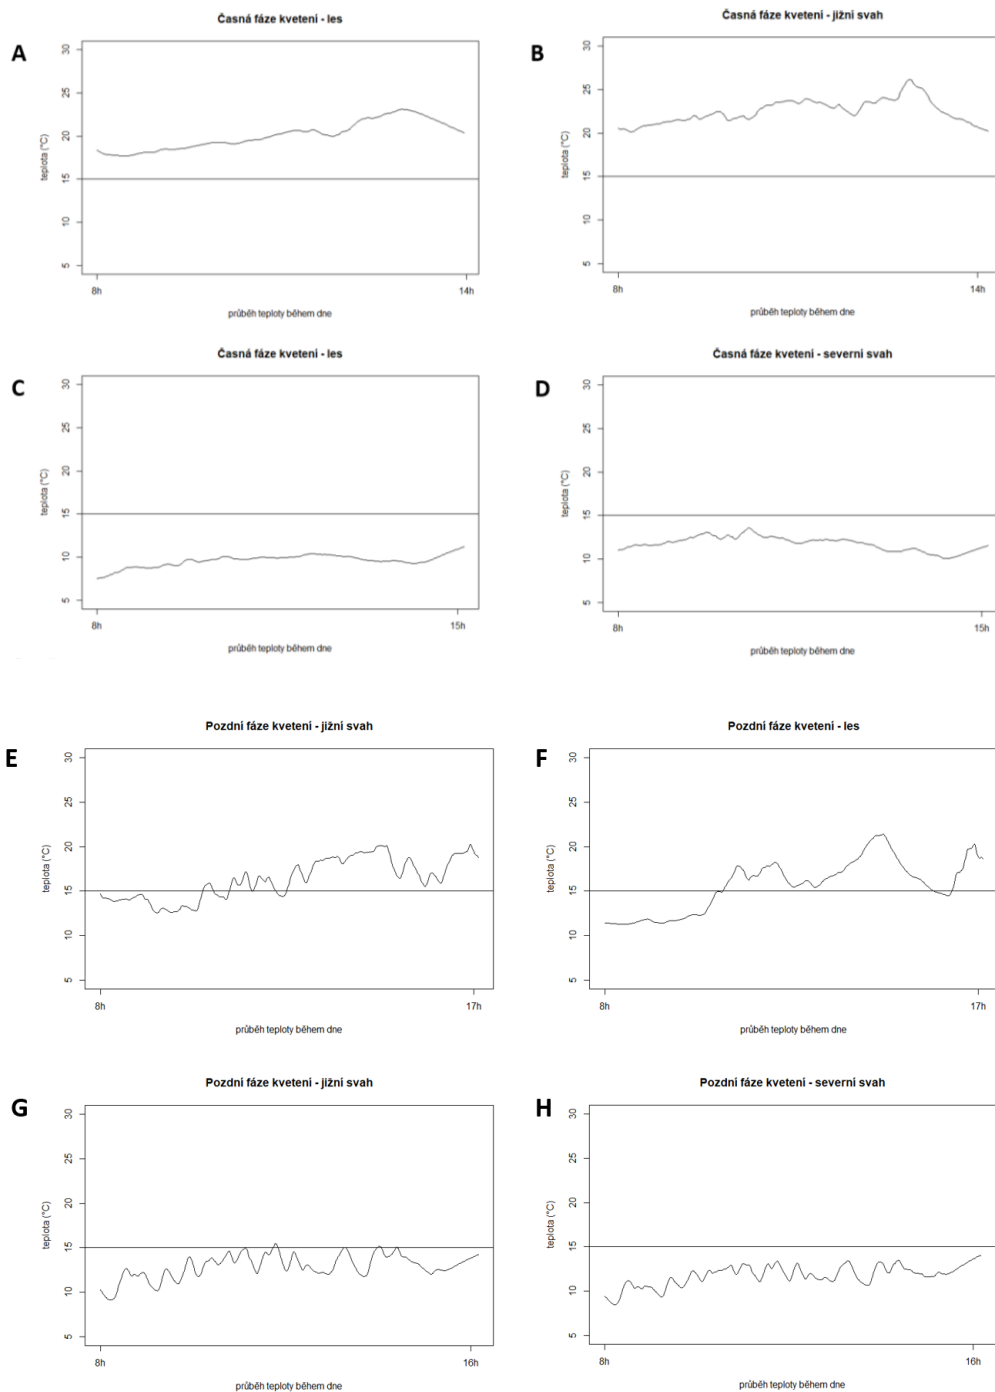 Časná fáze kvetení - les
A
30
25
20
15
10
5
teplota (°C)
8h
14h
průběh teploty během dne
Časná fáze kvetení - jižní svah
B
30
25
20
15
10
5
teplota (°C)
8h
14h
průběh teploty během dne
Časná fáze kvetení - les
C
30
25
20
15
10
5
teplota (°C)
8h
15h
průběh teploty během dne
Časná fáze kvetení - severní svah
D
30
25
20
15
10
5
teplota (°C)
8h
15h
průběh teploty během dne
Pozdní fáze kvetení - jižní svah
E
30
25
20
15
10
5
teplota (°C)
8h
17h
průběh teploty během dne
Pozdní fáze kvetení - les
F
30
25
20
15
10
5
teplota (°C)
8h
17h
průběh teploty během dne
Pozdní fáze kvetení - jižní svah
G
30
25
20
15
10
5
teplota (°C)
8h
16h
průběh teploty během dne
Pozdní fáze kvetení - severní svah
H
30
25
20
15
10
5
teplota (°C)
8h
16h
průběh teploty během dne